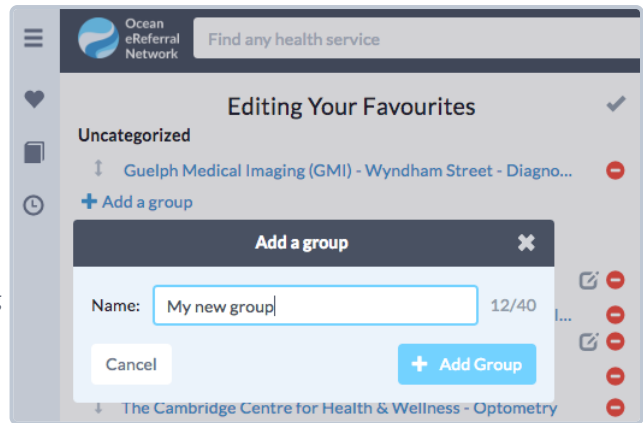 Ocean
eReferral
Network
Find any health service
Editing Your Favourites
Uncategorized
Guelph Medical Imaging (GMI) - Wyndham Street - Diagno...
Add a group
Add a group
Name: My new group 12/40
Cancel
Add Group
The Cambridge Centre for Health & Wellness - Optometry